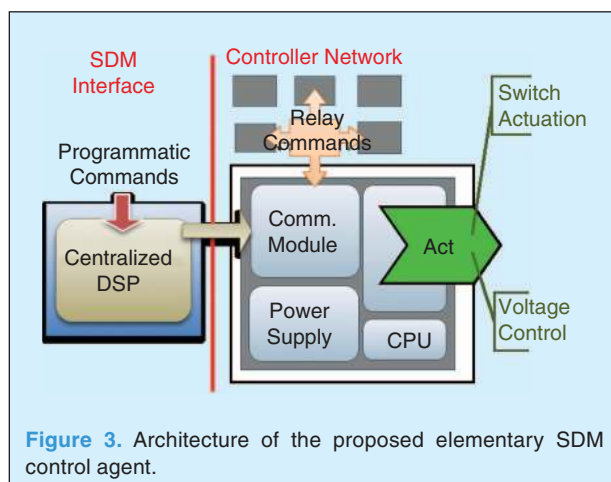 SDM
Interface
Controller Network
Programmatic
Commands
Centralized
DSP
Relay
Commands
Comm.
Module
Power
Supply
Act
CPU
Switch
Actuation
Voltage
Control
Figure 3. Architecture of the proposed elementary SDM
control agent.